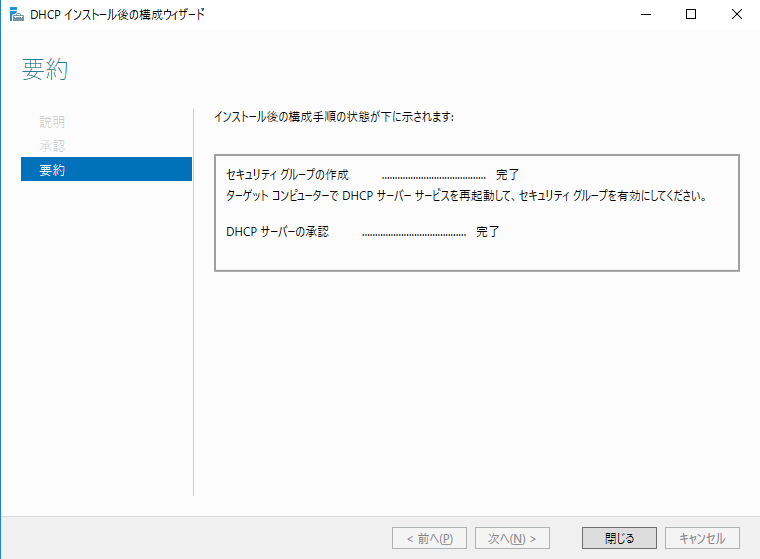 DHCP インストール後の構成ウィザード
要約
説明
承認
要約
インストール後の構成手順の状態が下に示されます:
セキュリティ グループの作成 ........................................ 完了
ターゲット コンピューターで DHCP サーバー サービスを再起動して、セキュリティ グループを有効にしてください。
DHCP サーバーの承認 ........................................ 完了
< 前へ(P) 次へ(N) > 閉じる キャンセル